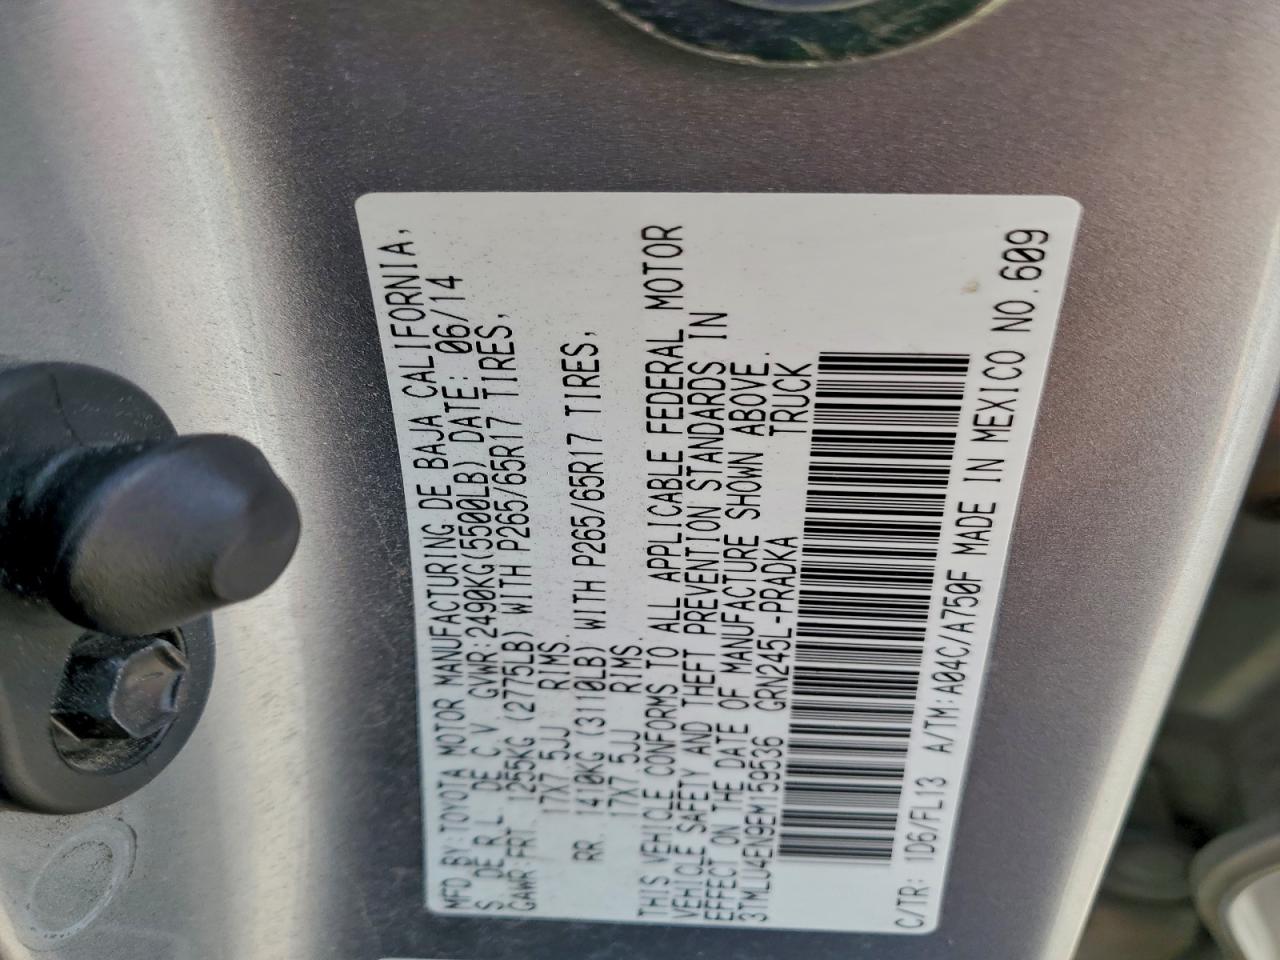 MFD BY:TOYOTA MOTOR MANUFACTURING DE BAJA CALIFORNIA,
S. DE R.L. DE C.V. GVWR:2490KG(5500LB) DATE: 06/14
GAWR:FRT. 1255KG (2775LB) WITH P265/65R17 TIRES,
17X7.5JJ RIMS.
RR. 1410KG (3110LB) WITH P265/65R17 TIRES,
17X7.5JJ RIMS.
THIS VEHICLE CONFORMS TO ALL APPLICABLE FEDERAL MOTOR
VEHICLE SAFETY AND THEFT PREVENTION STANDARDS IN
EFFECT ON THE DATE OF MANUFACTURE SHOWN ABOVE.
3TMLU4EN9EM159536 GRN245L-PRADKA TRUCK
C/TR: 1D6/FL13 A/TM:A04C/A750F MADE IN MEXICO NO.609